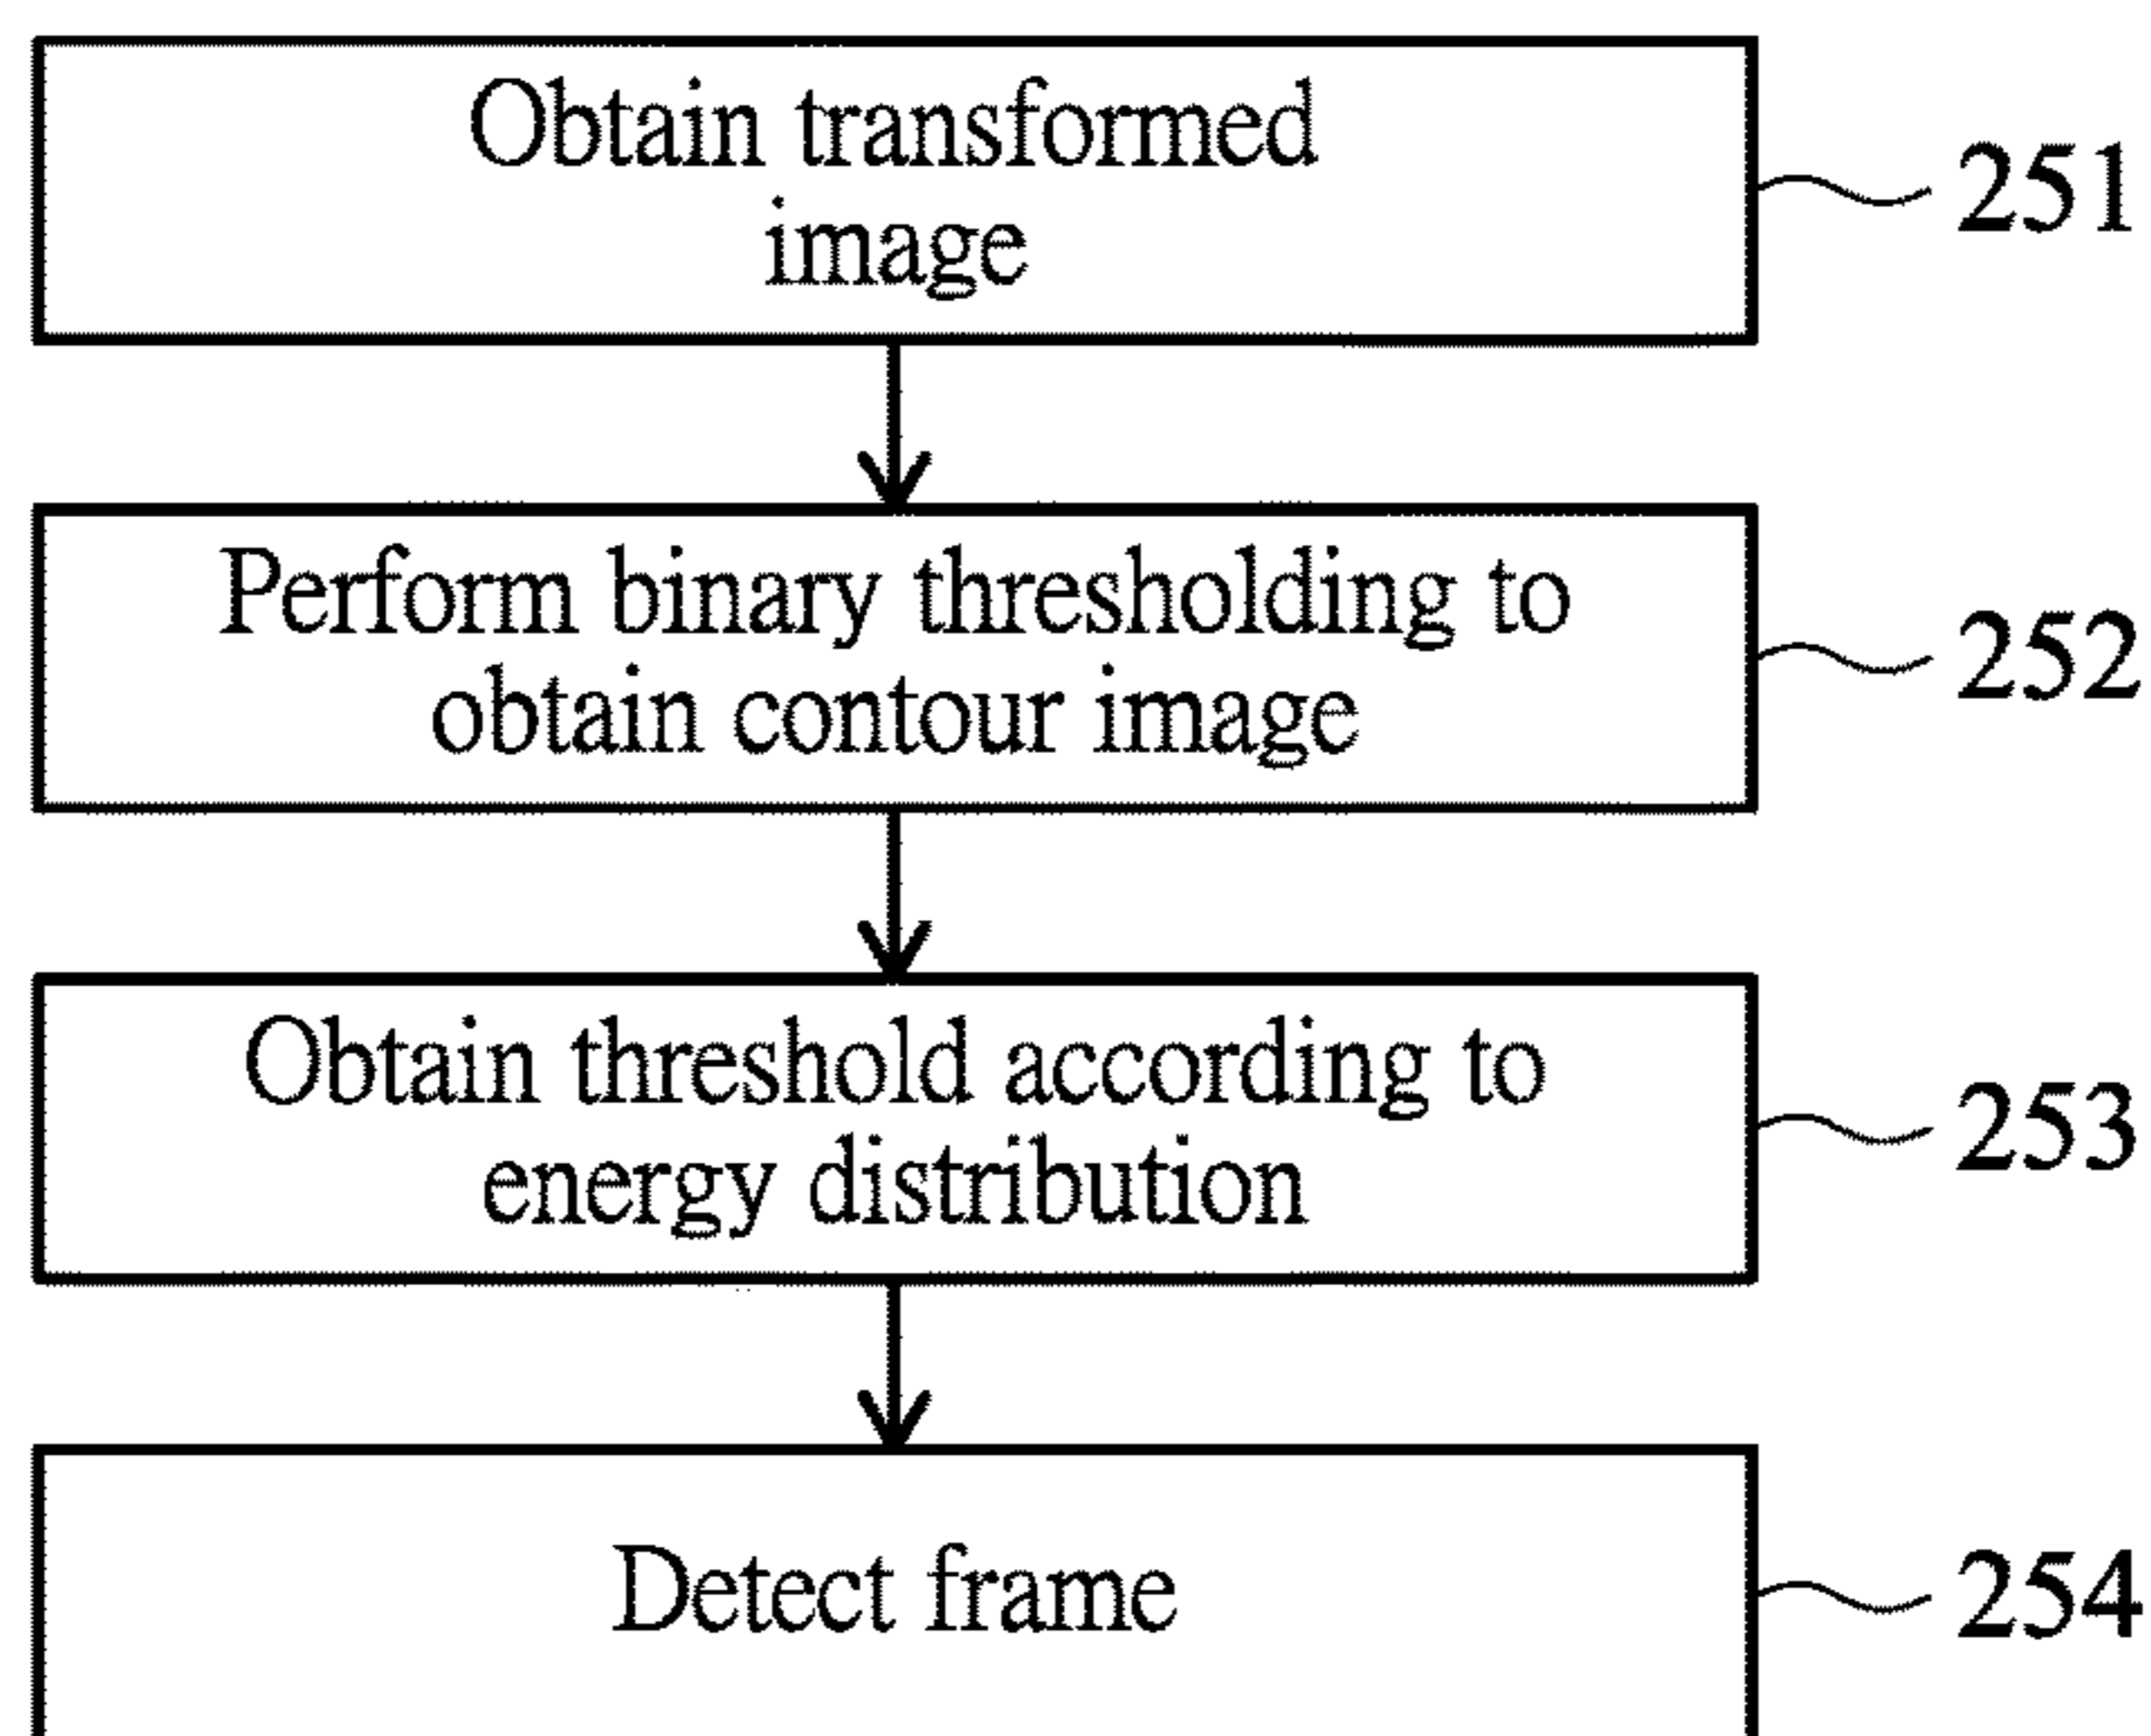 Obtain transformed
image
251
Perform binary thresholding to
obtain contour image
252
Obtain threshold according to
energy distribution
253
Detect frame
254